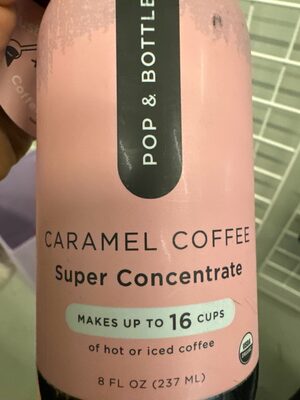 POP & BOTTLE
Coffee
CARAMEL COFFEE
Super Concentrate
MAKES UP TO 16 CUPS
of hot or iced coffee
8 FL OZ (237 ML)